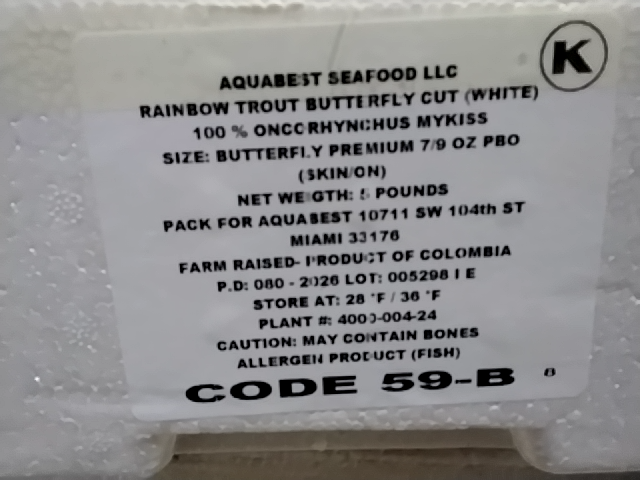 K
AQUABEST SEAFOOD LLC
RAINBOW TROUT BUTTERFLY CUT (WHITE)
100 % ONCORHYNCHUS MYKISS
SIZE: BUTTERFLY PREMIUM 7/9 OZ PBO
(SKIN/ON)
NET WEIGTH: 5 POUNDS
PACK FOR AQUABEST 10711 SW 104th ST
MIAMI 33176
FARM RAISED- PRODUCT OF COLOMBIA
P.D: 080 - 2026 LOT: 005298 I E
STORE AT: 28 °F / 36 °F
PLANT #: 4000-004-24
CAUTION: MAY CONTAIN BONES
ALLERGEN PRODUCT (FISH)
CODE 59-B